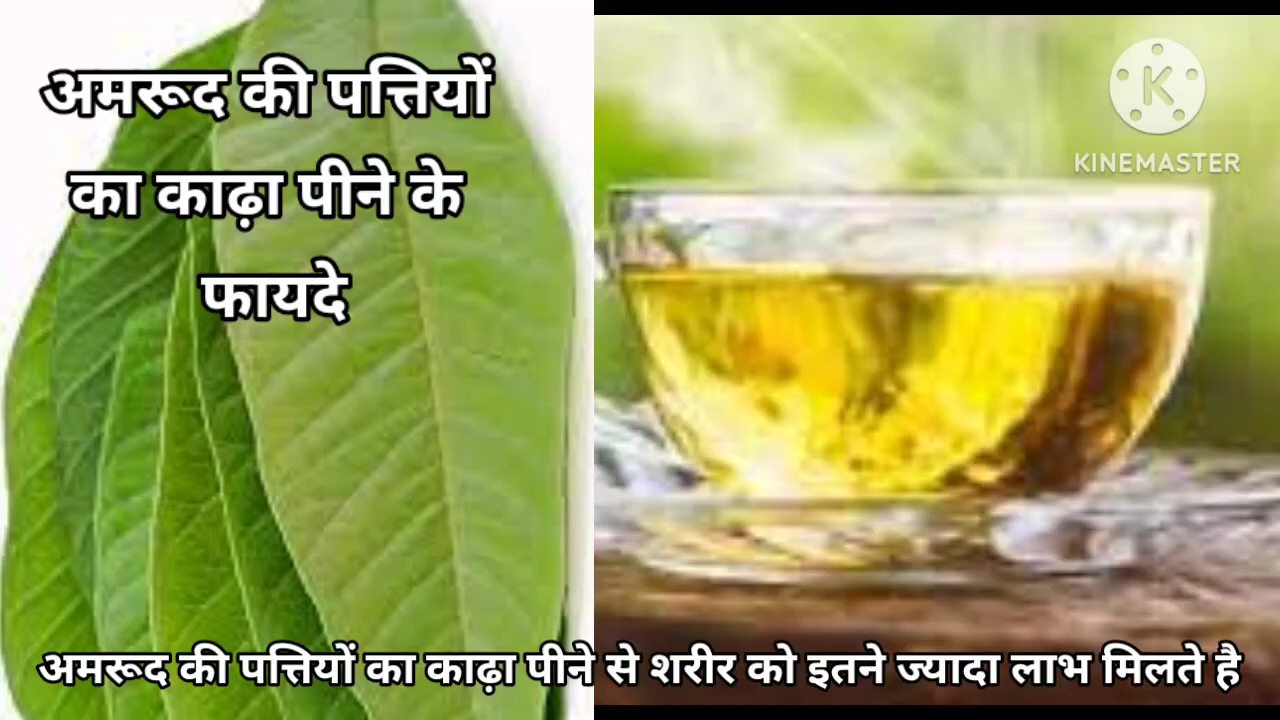 अमरूद की पत्तियों
का काढ़ा पीने के
फायदे
KINEMASTER
अमरूद की पत्तियों का काढ़ा पीने से शरीर को इतने ज्यादा लाभ मिलते है